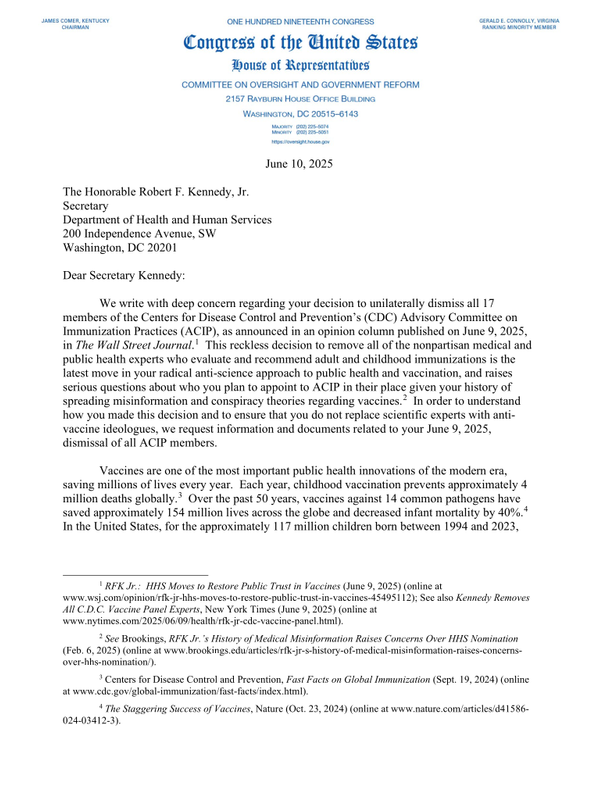 JAMES COMER, KENTUCKY
CHAIRMAN
ONE HUNDRED NINETEENTH CONGRESS
GERALD E. CONNOLLY, VIRGINIA
RANKING MINORITY MEMBER
Congress of the United States
House of Representatives
COMMITTEE ON OVERSIGHT AND GOVERNMENT REFORM
2157 RAYBURN HOUSE OFFICE BUILDING
WASHINGTON, DC 20515–6143
MAJORITY (202) 225–5074
MINORITY (202) 225–5051
https://oversight.house.gov
June 10, 2025
The Honorable Robert F. Kennedy, Jr.
Secretary
Department of Health and Human Services
200 Independence Avenue, SW
Washington, DC 20201
Dear Secretary Kennedy:
We write with deep concern regarding your decision to unilaterally dismiss all 17
members of the Centers for Disease Control and Prevention's (CDC) Advisory Committee on
Immunization Practices (ACIP), as announced in an opinion column published on June 9, 2025,
in The Wall Street Journal.1 This reckless decision to remove all of the nonpartisan medical and
public health experts who evaluate and recommend adult and childhood immunizations is the
latest move in your radical anti-science approach to public health and vaccination, and raises
serious questions about who you plan to appoint to ACIP in their place given your history of
spreading misinformation and conspiracy theories regarding vaccines.2 In order to understand
how you made this decision and to ensure that you do not replace scientific experts with anti-
vaccine ideologues, we request information and documents related to your June 9, 2025,
dismissal of all ACIP members.
Vaccines are one of the most important public health innovations of the modern era,
saving millions of lives every year. Each year, childhood vaccination prevents approximately 4
million deaths globally.3 Over the past 50 years, vaccines against 14 common pathogens have
saved approximately 154 million lives across the globe and decreased infant mortality by 40%.4
In the United States, for the approximately 117 million children born between 1994 and 2023,
1 RFK Jr.: HHS Moves to Restore Public Trust in Vaccines (June 9, 2025) (online at
www.wsj.com/opinion/rfk-jr-hhs-moves-to-restore-public-trust-in-vaccines-45495112); See also Kennedy Removes
All C.D.C. Vaccine Panel Experts, New York Times (June 9, 2025) (online at
www.nytimes.com/2025/06/09/health/rfk-jr-cdc-vaccine-panel.html).
2 See Brookings, RFK Jr.'s History of Medical Misinformation Raises Concerns Over HHS Nomination
(Feb. 6, 2025) (online at www.brookings.edu/articles/rfk-jr-s-history-of-medical-misinformation-raises-concerns-
over-hhs-nomination/).
3 Centers for Disease Control and Prevention, Fast Facts on Global Immunization (Sept. 19, 2024) (online
at www.cdc.gov/global-immunization/fast-facts/index.html).
4 The Staggering Success of Vaccines, Nature (Oct. 23, 2024) (online at www.nature.com/articles/d41586-
024-03412-3).